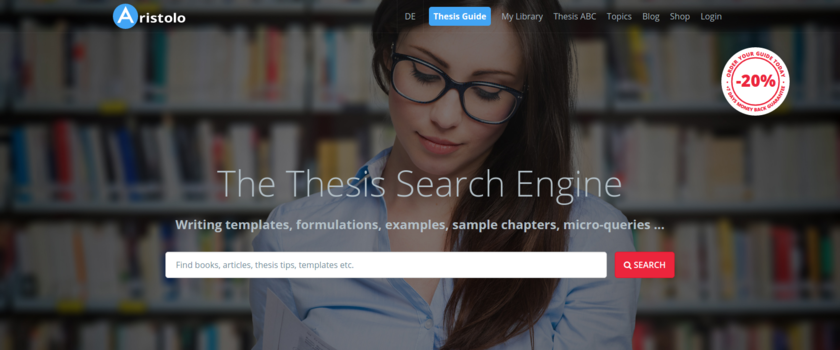 Aristolo
DE Thesis Guide My Library Thesis ABC Topics Blog Shop Login
ORDER YOUR GUIDE TODAY
-20%
+7 DAYS MONEY BACK GUARANTEE
The Thesis Search Engine
Writing templates, formulations, examples, sample chapters, micro-queries ...
Find books, articles, thesis tips, templates etc.
SEARCH